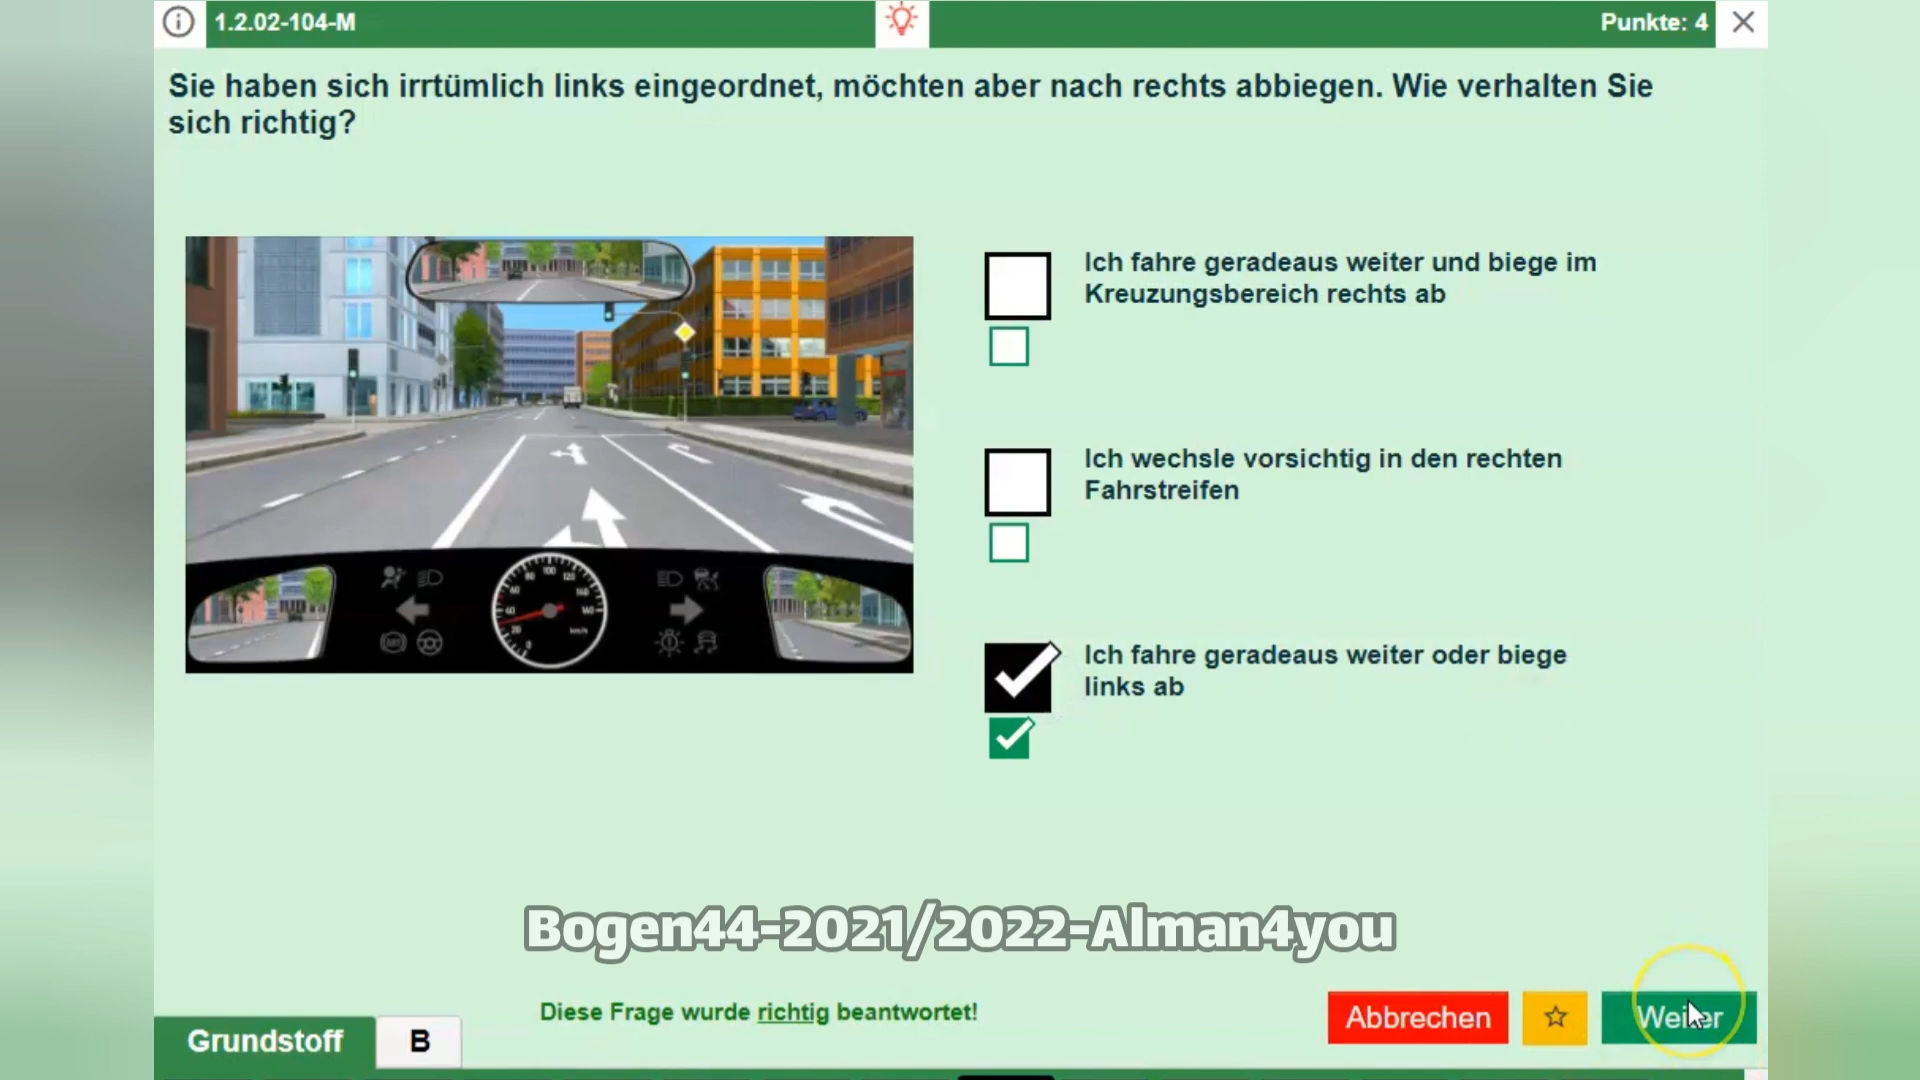 1.2.02-104-M
Punkte: 4
Sie haben sich irrtümlich links eingeordnet, möchten aber nach rechts abbiegen. Wie verhalten Sie
sich richtig?
Ich fahre geradeaus weiter und biege im
Kreuzungsbereich rechts ab
Ich wechsle vorsichtig in den rechten
Fahrstreifen
Ich fahre geradeaus weiter oder biege
links ab
Bogen44-2021/2022-Alman4you
Diese Frage wurde richtig beantwortet!
Abbrechen
Weiter
Grundstoff
B